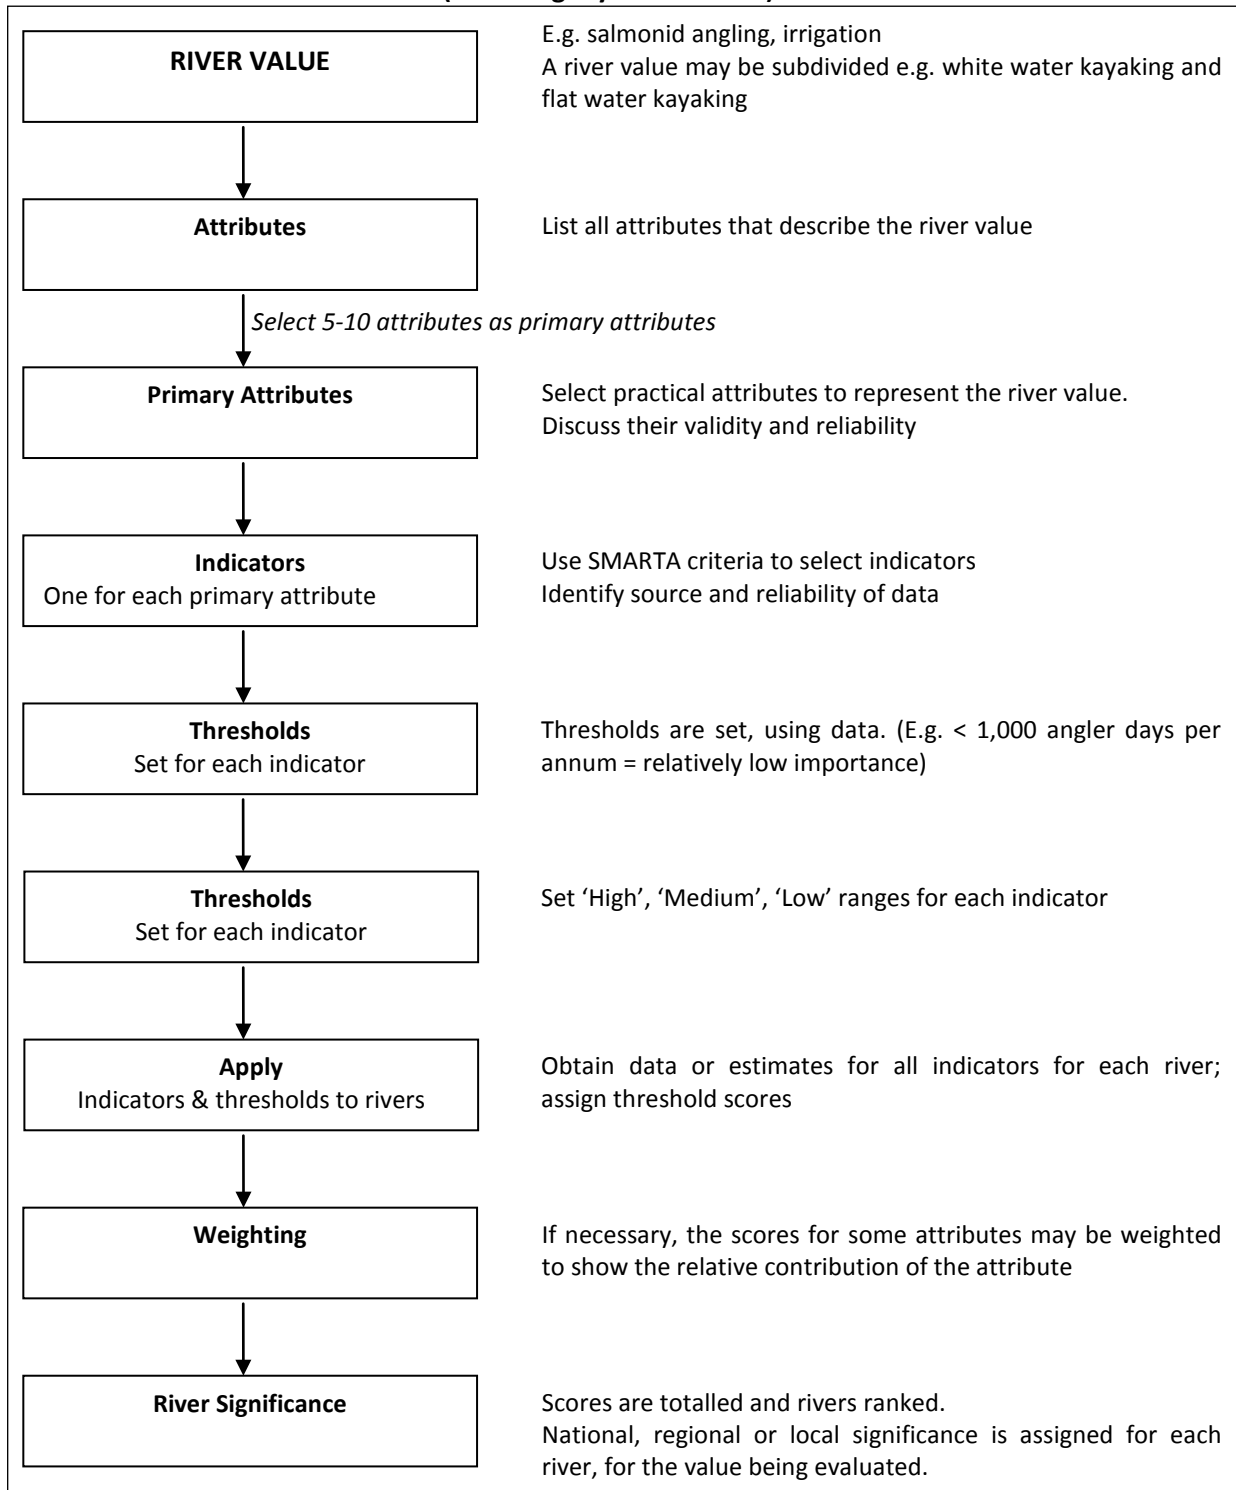 RIVER VALUE
E.g. salmonid angling, irrigation
A river value may be subdivided e.g. white water kayaking and
flat water kayaking
Attributes
List all attributes that describe the river value
Select 5-10 attributes as primary attributes
Primary Attributes
Select practical attributes to represent the river value.
Discuss their validity and reliability
Indicators
One for each primary attribute
Use SMARTA criteria to select indicators
Identify source and reliability of data
Thresholds
Set for each indicator
Thresholds are set, using data. (E.g. < 1,000 angler days per
annum = relatively low importance)
Thresholds
Set for each indicator
Set ‘High’, ‘Medium’, ‘Low’ ranges for each indicator
Apply
Indicators & thresholds to rivers
Obtain data or estimates for all indicators for each river;
assign threshold scores
Weighting
If necessary, the scores for some attributes may be weighted
to show the relative contribution of the attribute
River Significance
Scores are totalled and rivers ranked.
National, regional or local significance is assigned for each
river, for the value being evaluated.